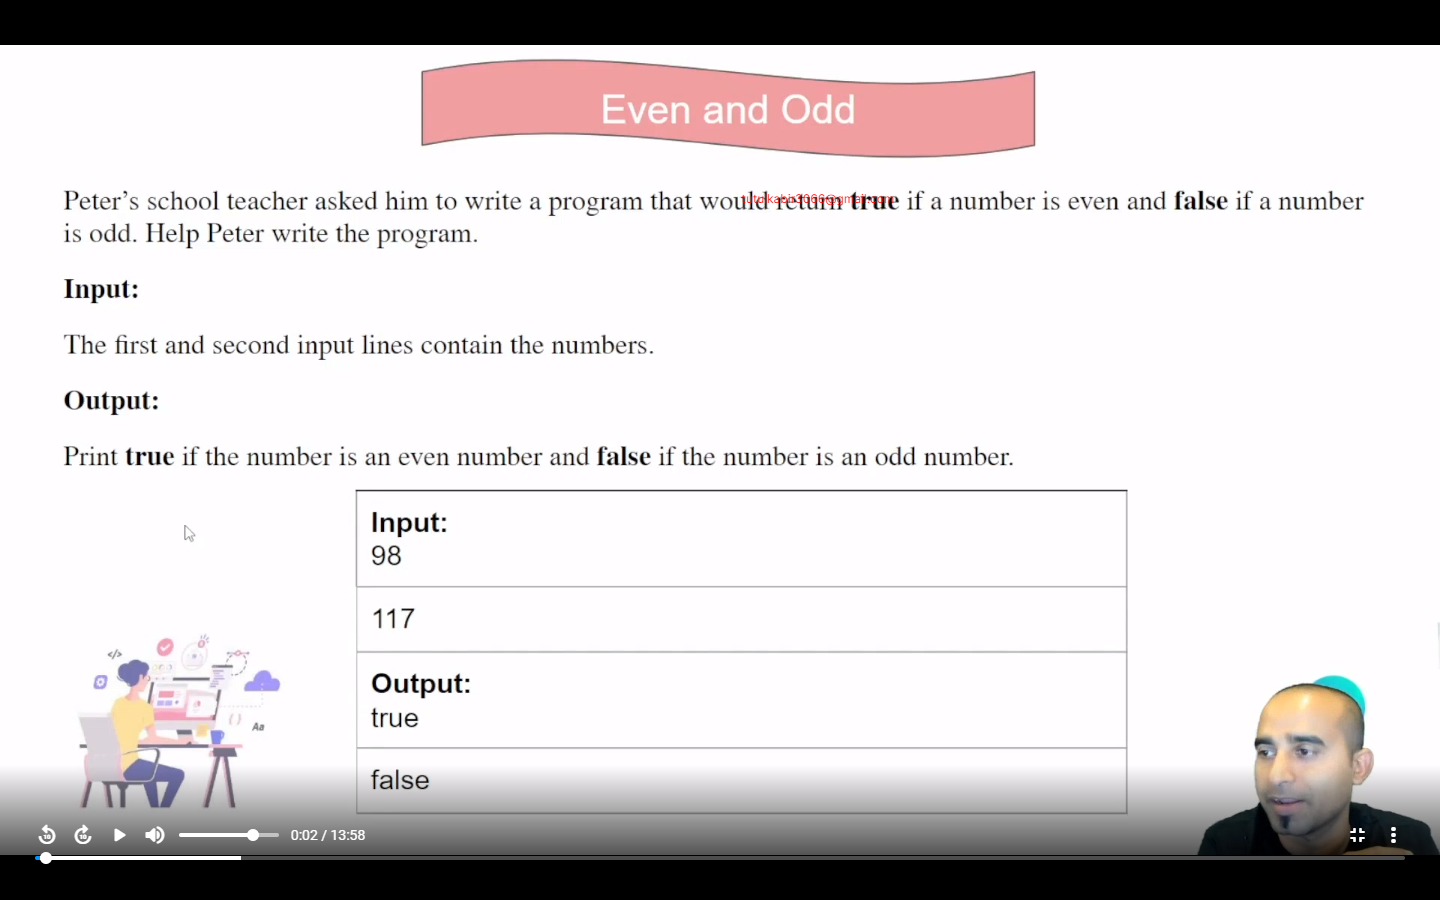 Even and Odd
Peter’s school teacher asked him to write a program that would return true if a number is even and false if a number
is odd. Help Peter write the program.
Input:
The first and second input lines contain the numbers.
Output:
Print true if the number is an even number and false if the number is an odd number.
Input:
98
117
Output:
true
false
</>
Aa
10
10
0:02 / 13:58